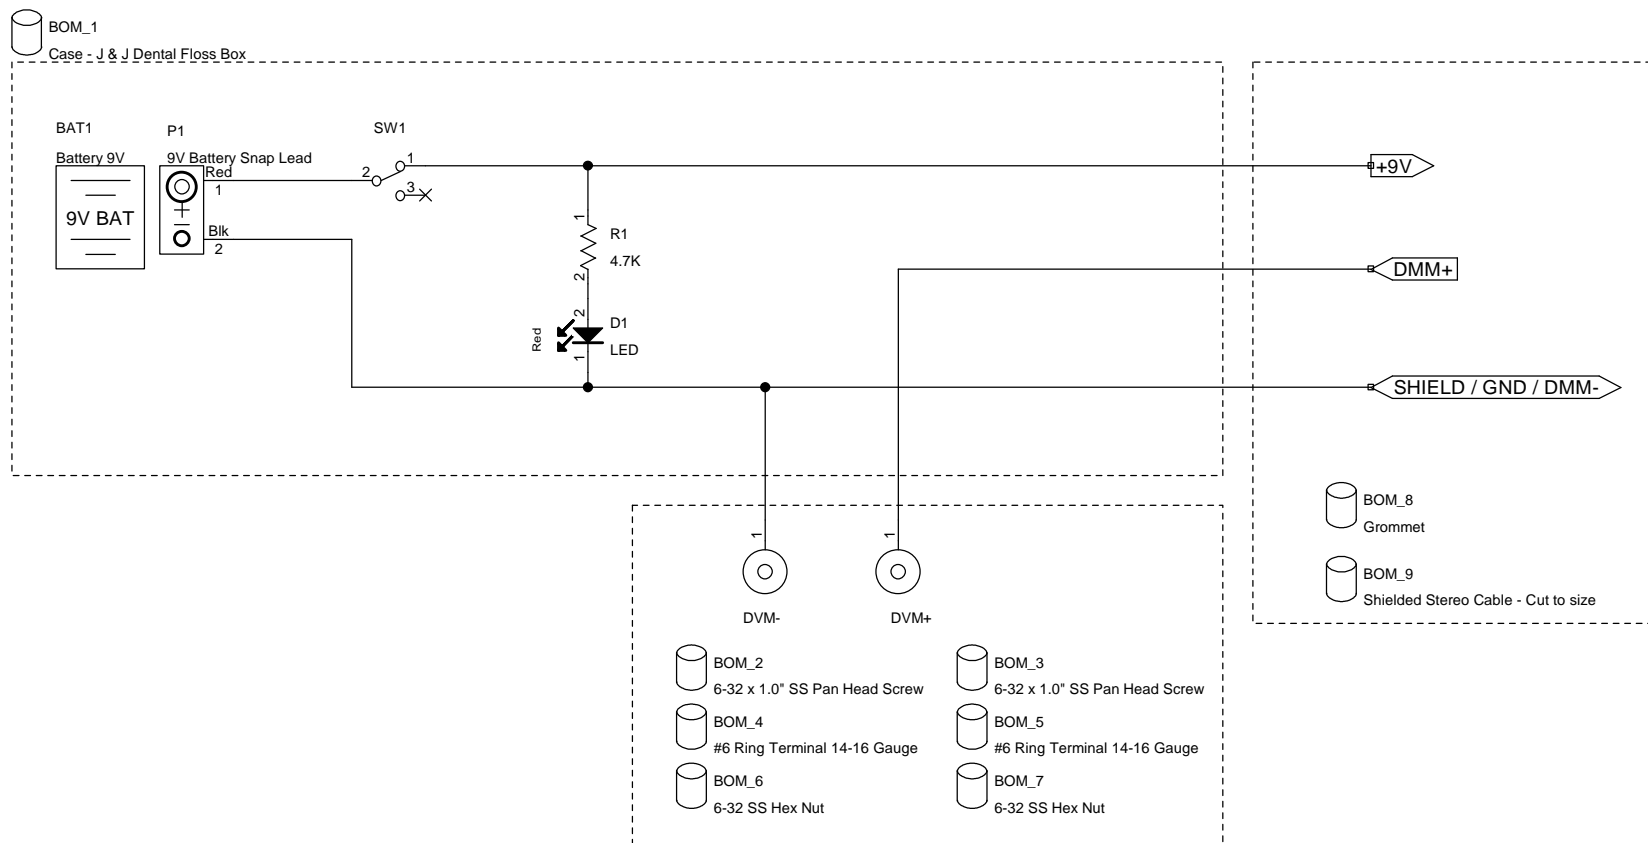 BOM_1
Case - J & J Dental Floss Box
BAT1
Battery 9V
9V BAT
P1
9V Battery Snap Lead
Red
1
+
−
Blk
2
SW1
2
1
3
+9V
1
R1
4.7K
2
2
D1
LED
Red
1
DMM+
SHIELD / GND / DMM-
1
DVM-
1
DVM+
BOM_2
6-32 x 1.0" SS Pan Head Screw
BOM_3
6-32 x 1.0" SS Pan Head Screw
BOM_4
#6 Ring Terminal 14-16 Gauge
BOM_5
#6 Ring Terminal 14-16 Gauge
BOM_6
6-32 SS Hex Nut
BOM_7
6-32 SS Hex Nut
BOM_8
Grommet
BOM_9
Shielded Stereo Cable - Cut to size